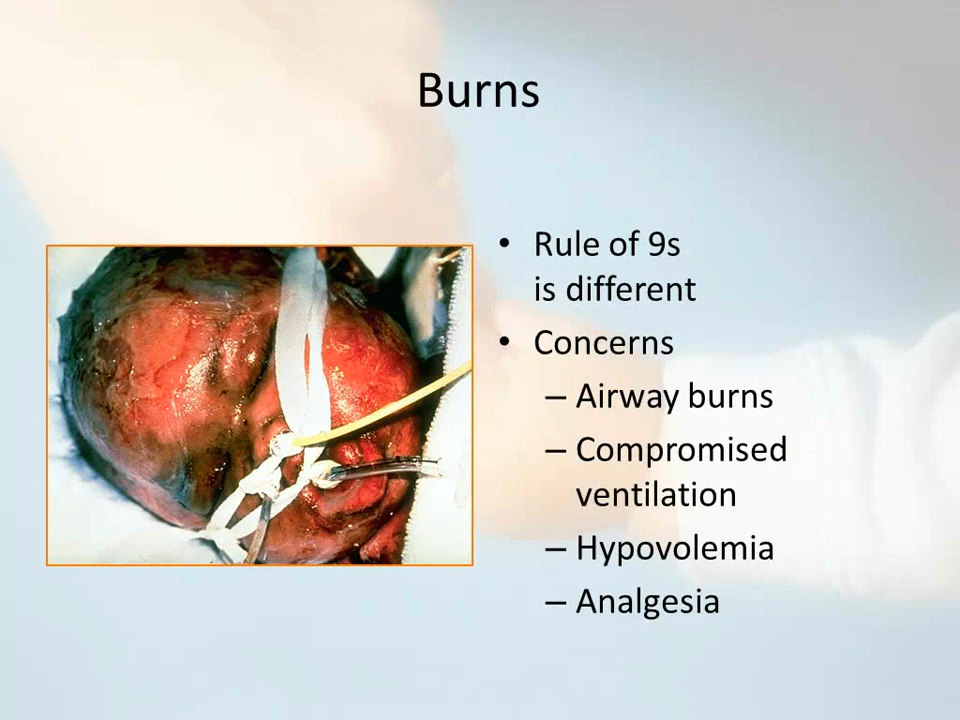 Burns
• Rule of 9s
is different
• Concerns
– Airway burns
– Compromised
ventilation
– Hypovolemia
– Analgesia